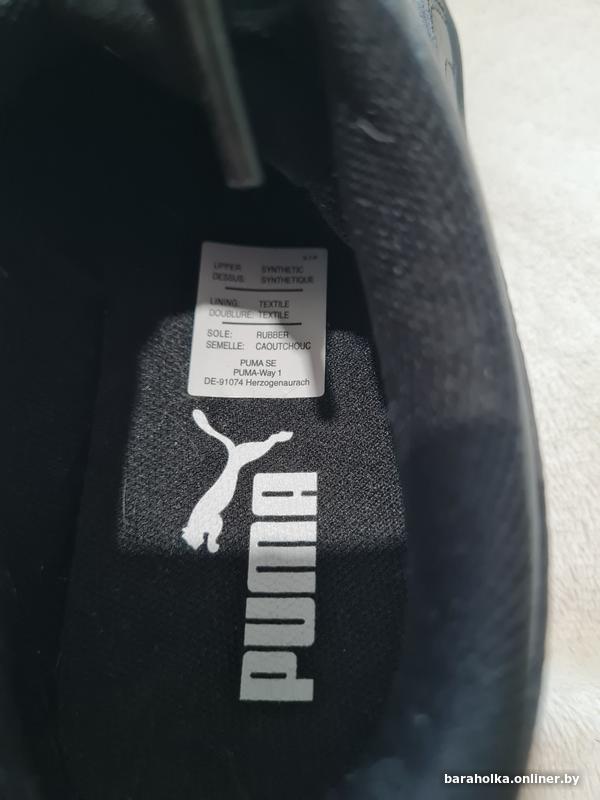 UPPER: SYNTHETIC
DESSUS: SYNTHETIQUE
LINING: TEXTILE
DOUBLURE: TEXTILE
SOLE: RUBBER
SEMELLE: CAOUTCHOUC
PUMA SE
PUMA-Way 1
DE-91074 Herzogenaurach
PUMA
baraholka.onliner.by